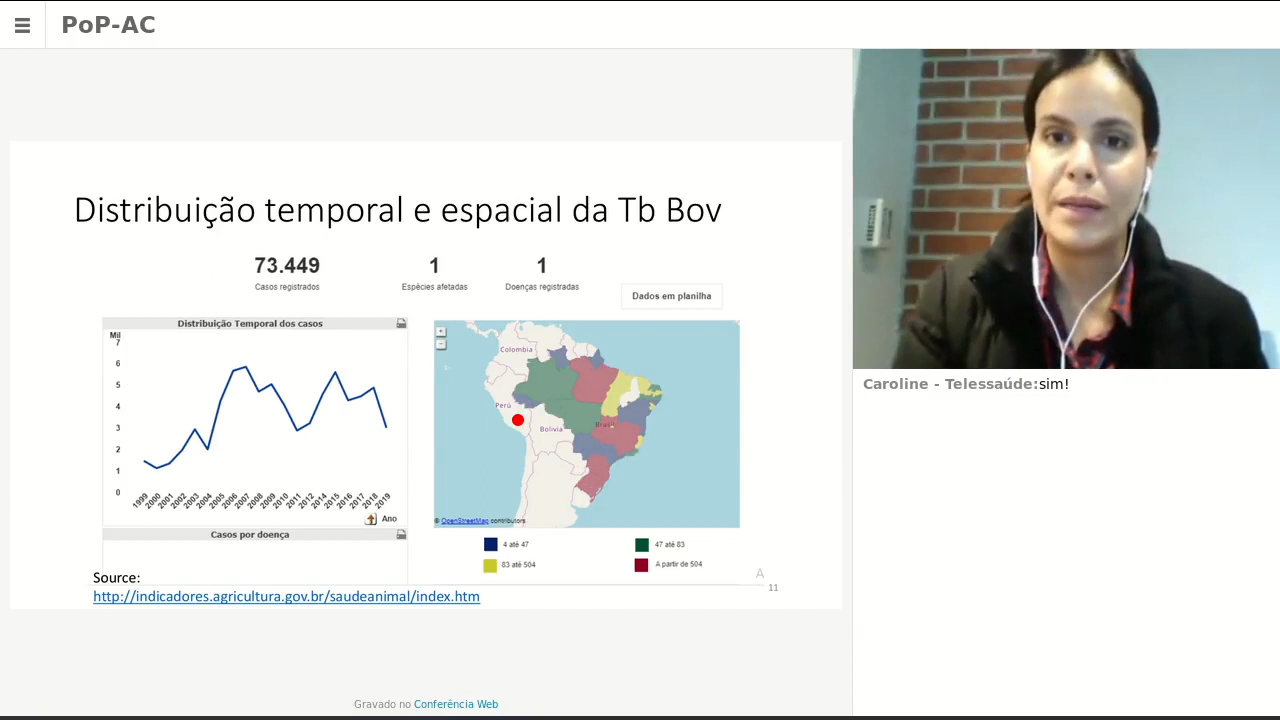 PoP-AC
Distribuição temporal e espacial da Tb Bov
73.449
Casos registrados
1
Espécies afetadas
1
Doenças registradas
Dados em planilha
Distribuição Temporal dos casos
Mil
7
6
5
4
3
2
1
0
1999 2000 2001 2002 2003 2004 2005 2006 2007 2008 2009 2010 2011 2012 2014 2015 2016 2017 2018 2019
Ano
Casos por doença
+
−
Colombia
Perú
Brasil
Bolivia
© OpenStreetMap contributors
4 até 47
47 até 83
83 até 504
A partir de 504
Source:
http://indicadores.agricultura.gov.br/saudeanimal/index.htm
A
11
Caroline - Telessaúde:sim!
Gravado no Conferência Web